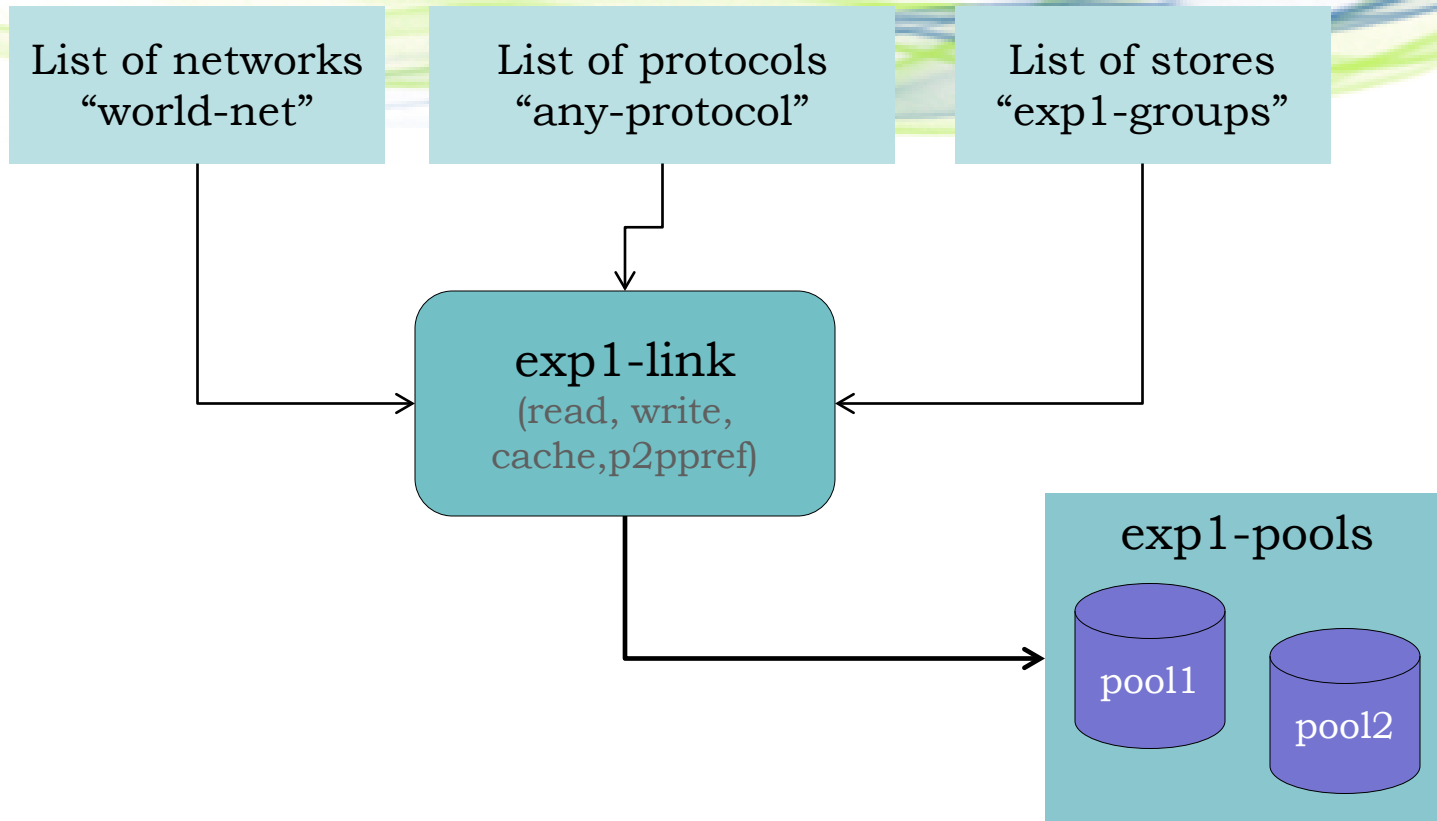 List of networks
“world-net”
List of protocols
“any-protocol”
List of stores
“exp1-groups”
exp1-link
(read, write,
cache,p2ppref)
exp1-pools
pool1
pool2